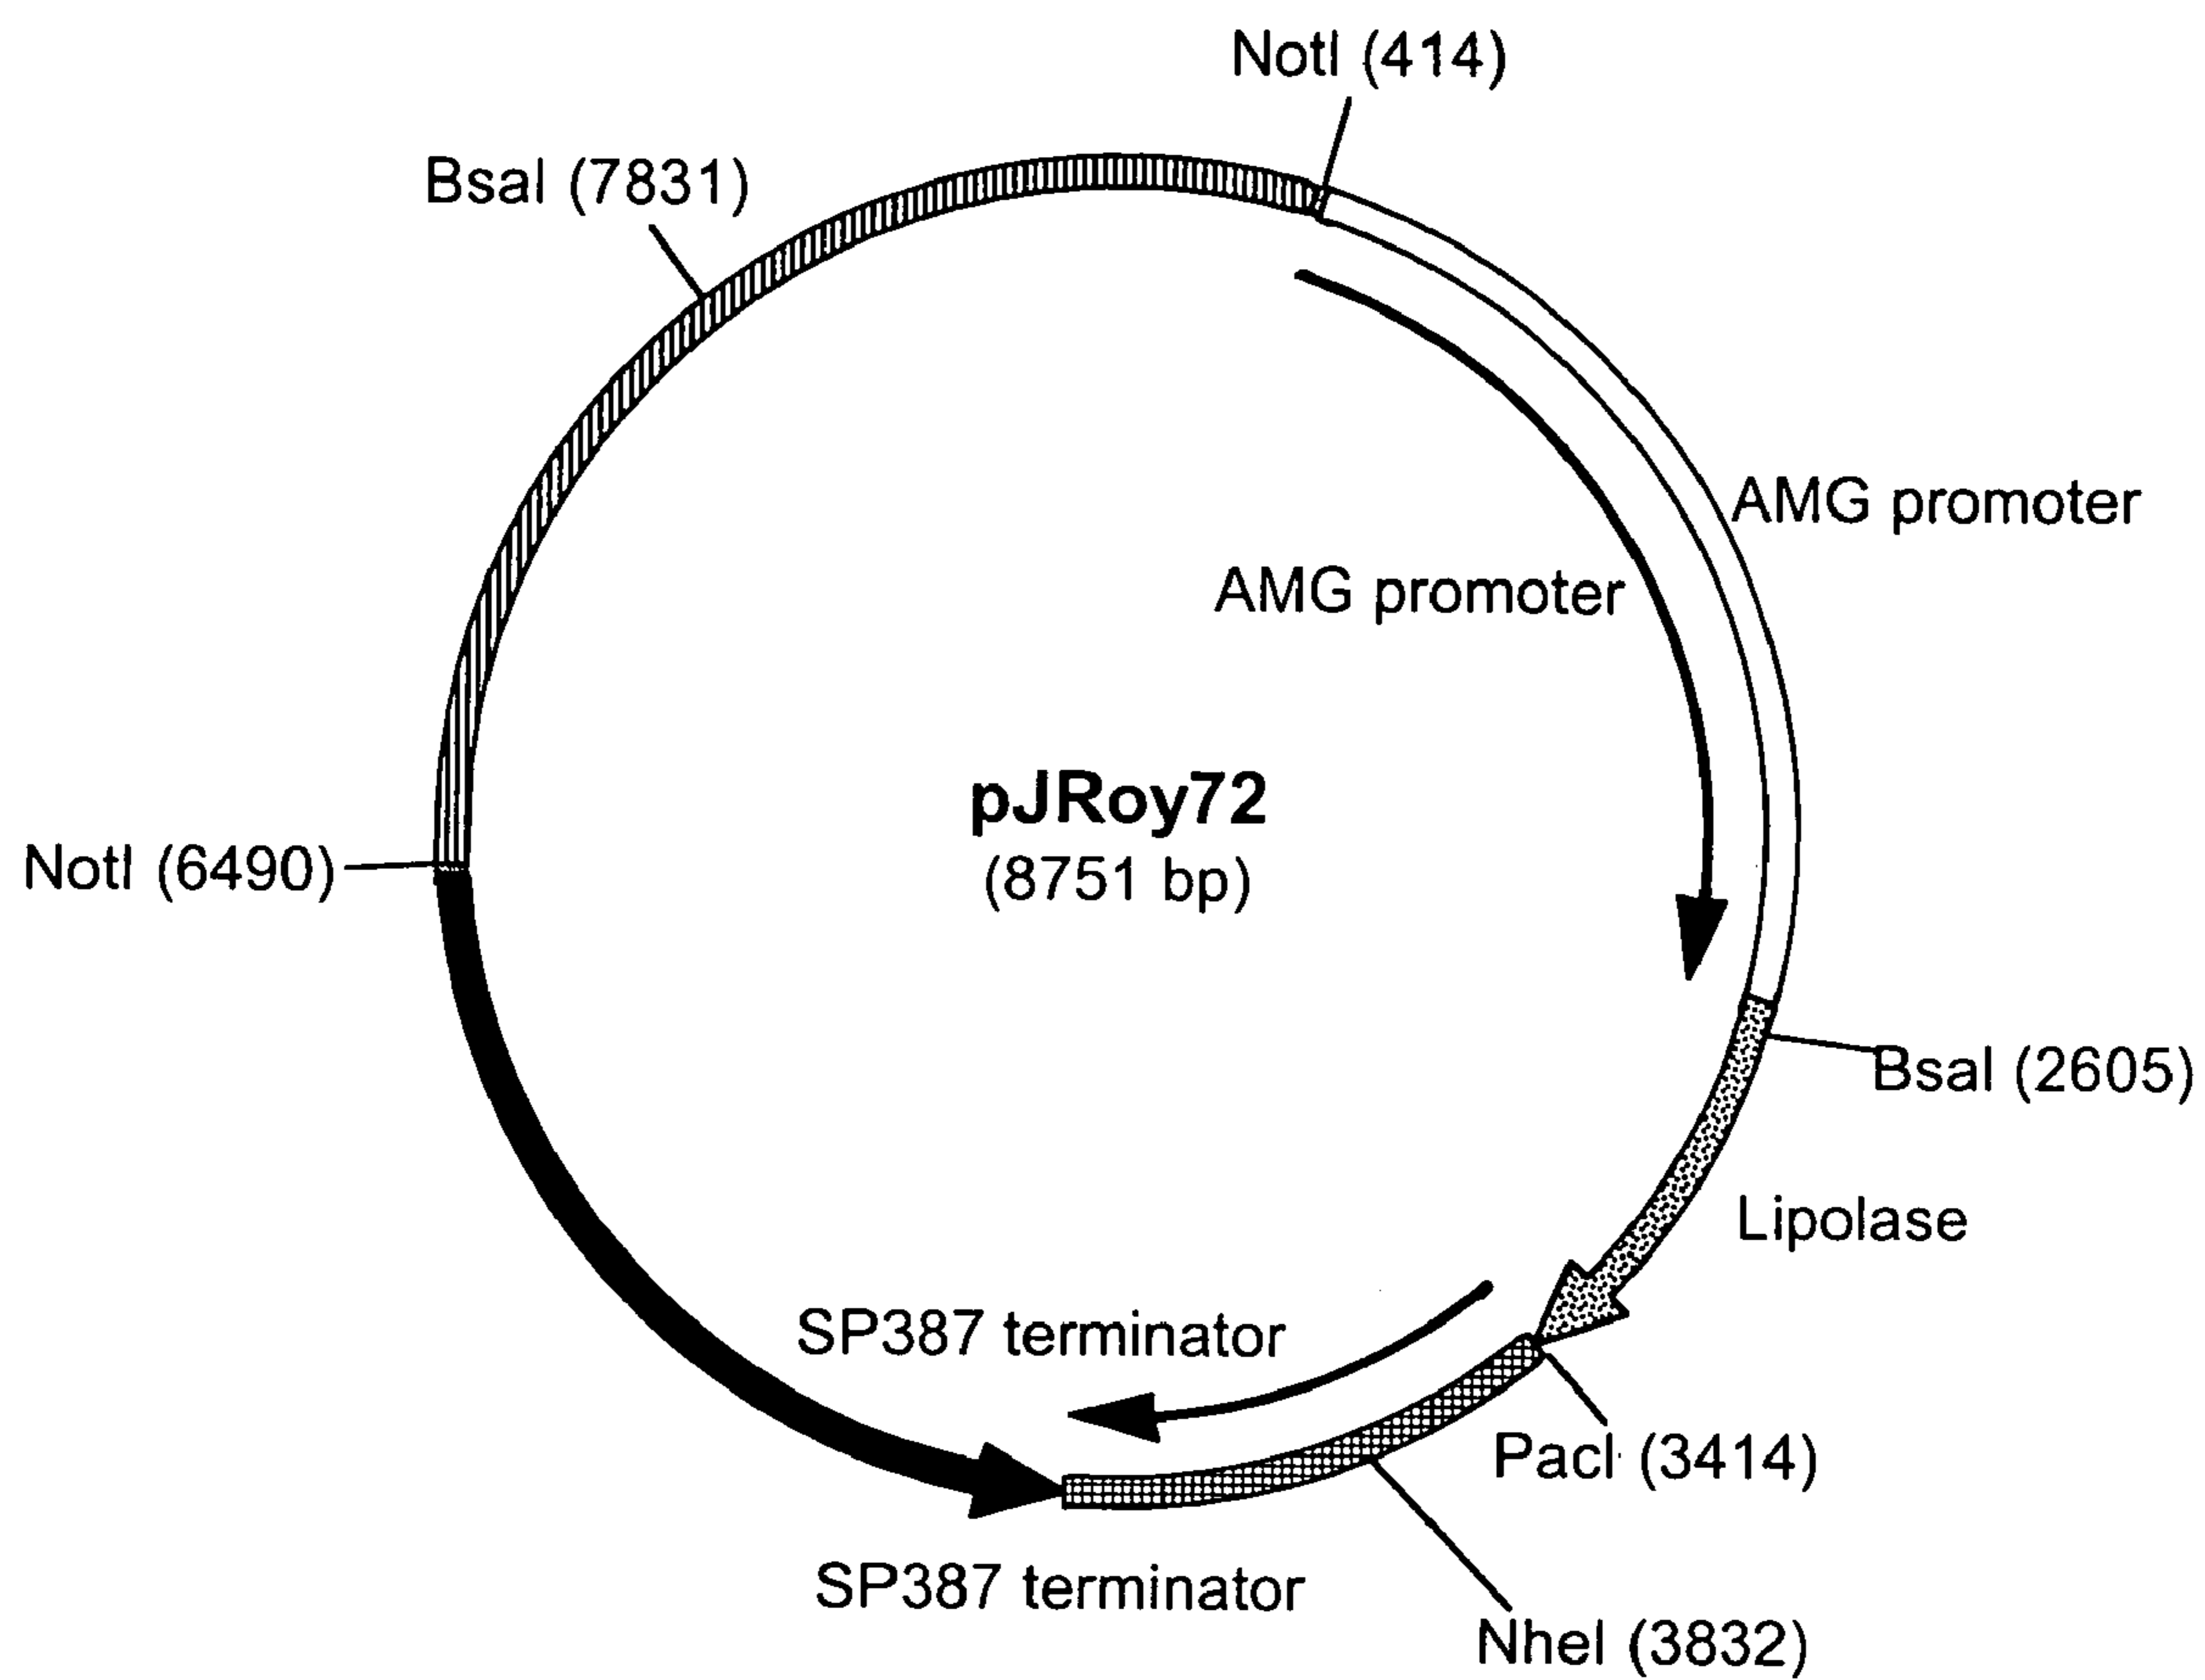 NotI (414)
BsaI (7831)
AMG promoter
AMG promoter
pJRoy72
(8751 bp)
NotI (6490)
BsaI (2605)
Lipolase
SP387 terminator
PacI (3414)
SP387 terminator
NheI (3832)